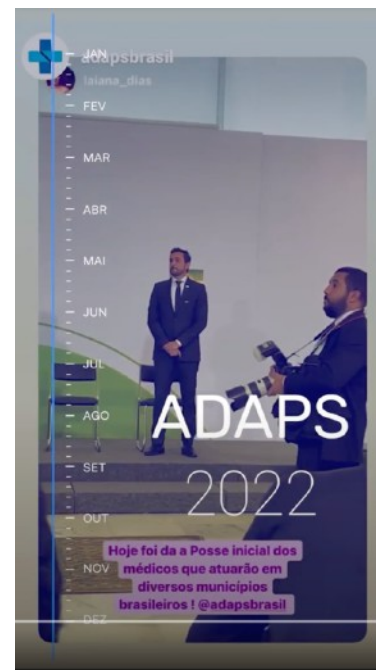 JAN
adapsbrasil
laiana_dias
FEV
MAR
ABR
MAI
JUN
JUL
AGO
ADAPS
SET
2022
OUT
Hoje foi da a Posse inicial dos
NOV
médicos que atuarão em
diversos municípios
brasileiros ! @adapsbrasil
DEZ